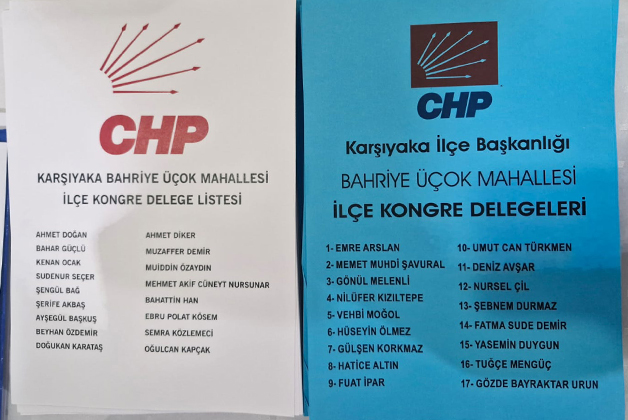 CHP
KARŞIYAKA BAHRİYE ÜÇOK MAHALLESİ
İLÇE KONGRE DELEGE LİSTESİ
AHMET DOĞAN
BAHAR GÜÇLÜ
KENAN OCAK
SUDENUR SEÇER
ŞENGÜL BAĞ
ŞERİFE AKBAŞ
AYŞEGÜL BAŞKUŞ
BEYHAN ÖZDEMİR
DOĞUKAN KARATAŞ
AHMET DİKER
MUZAFFER DEMİR
MUİDDİN ÖZAYDIN
MEHMET AKİF CÜNEYT NURSUNAR
BAHATTİN HAN
EBRU POLAT KÖSEM
SEMRA KÖZLEMECİ
OĞULCAN KAPÇAK
CHP
Karşıyaka İlçe Başkanlığı
BAHRİYE ÜÇOK MAHALLESİ
İLÇE KONGRE DELEGELERİ
1- EMRE ARSLAN
2- MEMET MUHDİ ŞAVURAL
3- GÖNÜL MELENLİ
4- NİLÜFER KIZILTEPE
5- VEHBİ MOĞOL
6- HÜSEYİN ÖLMEZ
7- GÜLŞEN KORKMAZ
8- HATİCE ALTIN
9- FUAT İPAR
10- UMUT CAN TÜRKMEN
11- DENİZ AVŞAR
12- NURSEL ÇİL
13- ŞEBNEM DURMAZ
14- FATMA SUDE DEMİR
15- YASEMİN DUYGUN
16- TUĞÇE MENGÜÇ
17- GÖZDE BAYRAKTAR URUN